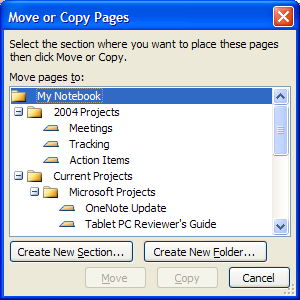 Move or Copy Pages
Select the section where you want to place these pages
then click Move or Copy.
Move pages to:
My Notebook
2004 Projects
Meetings
Tracking
Action Items
Current Projects
Microsoft Projects
OneNote Update
Tablet PC Reviewer's Guide
Create New Section... Create New Folder...
Move Copy Cancel